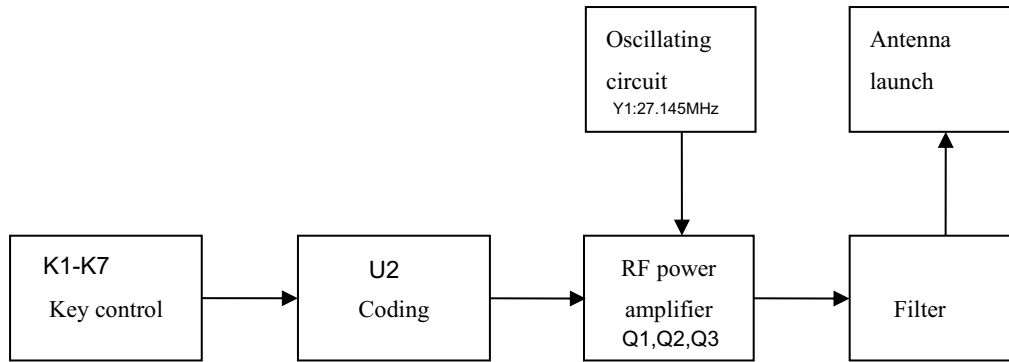 Oscillating
circuit
Y1:27.145MHz
Antenna
launch
K1-K7
Key control
U2
Coding
RF power
amplifier
Q1,Q2,Q3
Filter